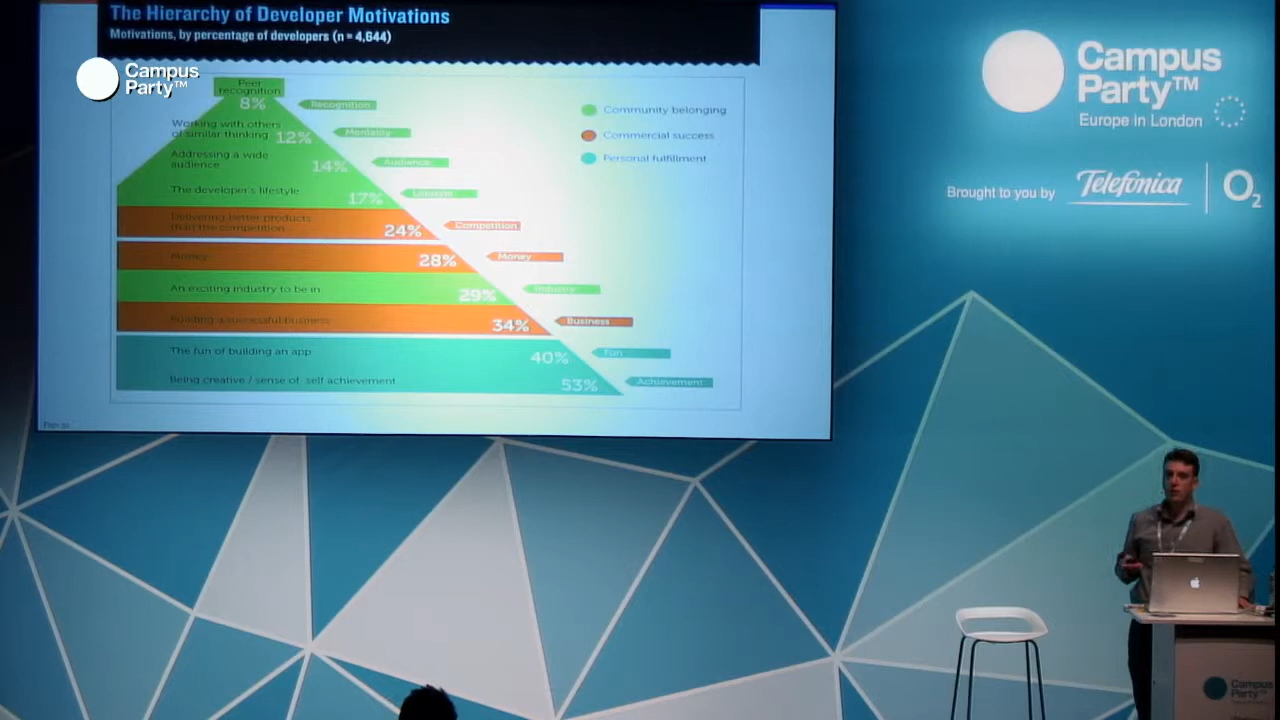 The Hierarchy of Developer Motivations
Motivations, by percentage of developers (n = 4,644)
Campus
Party™
Peer
recognition
8%
Recognition
Working with others
of similar thinking
12%
Mentality
Addressing a wide
audience
14%
Audience
The developer's lifestyle
17%
Lifestyle
Delivering better products
than the competition
24%
Competition
Money
28%
Money
An exciting industry to be in
29%
Industry
Building a successful business
34%
Business
The fun of building an app
40%
Fun
Being creative / sense of self achievement
53%
Achievement
Community belonging
Commercial success
Personal fulfillment
Campus
Party™
Europe in London
Brought to you by
Telefonica
O2
Campus
Party